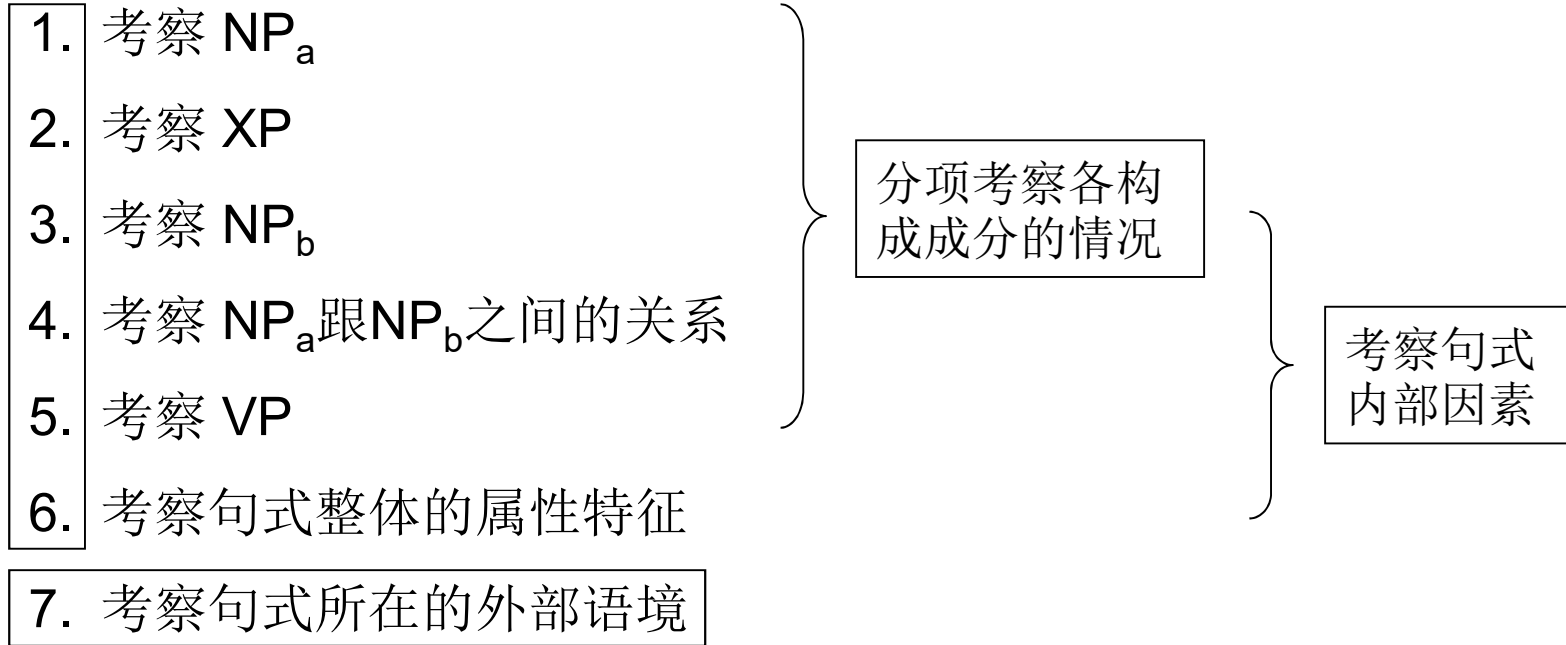 1. 考察 NPa
2. 考察 XP
3. 考察 NPb
4. 考察 NPa跟NPb之间的关系
5. 考察 VP
6. 考察句式整体的属性特征
7. 考察句式所在的外部语境
分项考察各构
成成分的情况
考察句式
内部因素